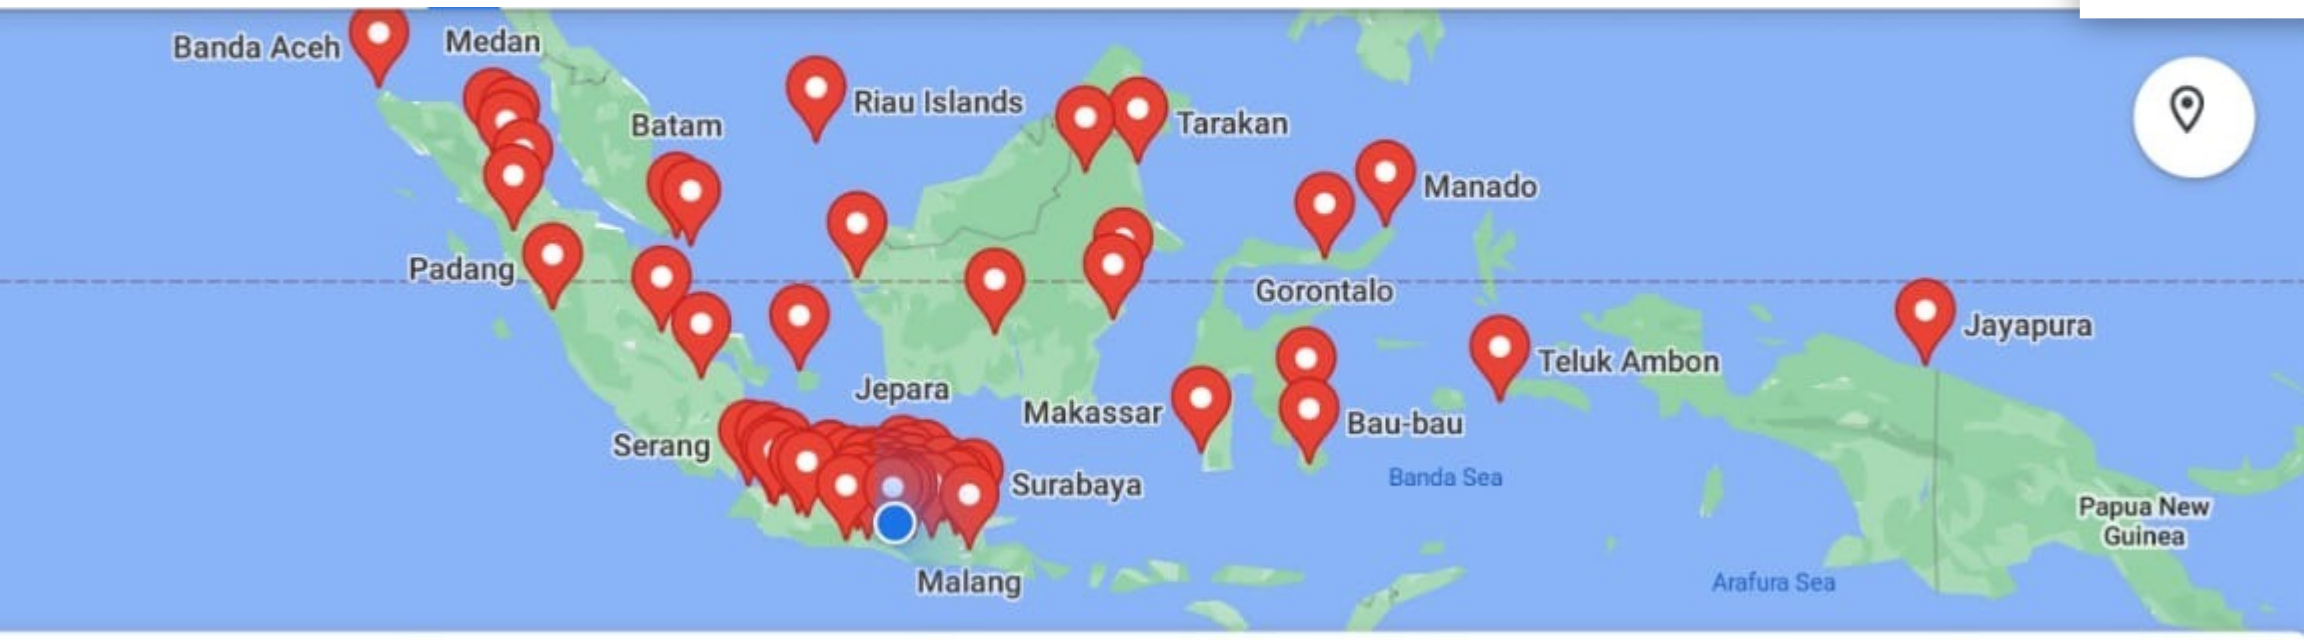 Banda Aceh
Medan
Riau Islands
Batam
Tarakan
Manado
Padang
Gorontalo
Jayapura
Teluk Ambon
Jepara
Makassar
Bau-bau
Serang
Surabaya
Banda Sea
Papua New
Guinea
Malang
Arafura Sea